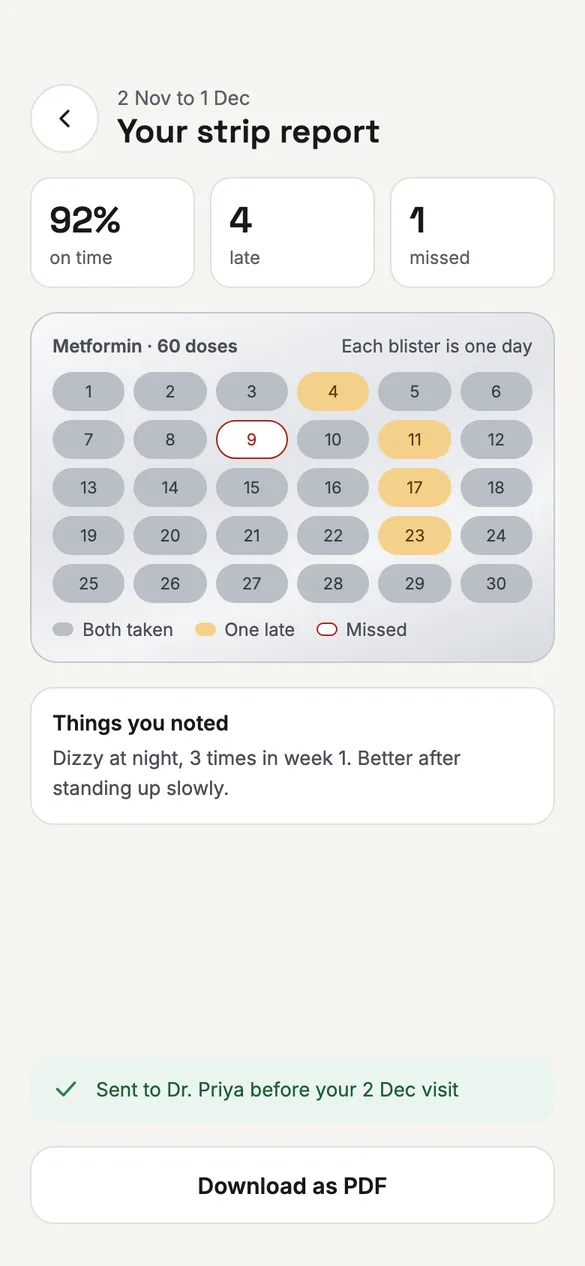 2 Nov to 1 Dec
Your strip report
92%
on time
4
late
1
missed
Metformin · 60 doses
Each blister is one day
1 2 3 4 5 6
7 8 9 10 11 12
13 14 15 16 17 18
19 20 21 22 23 24
25 26 27 28 29 30
Both taken One late Missed
Things you noted
Dizzy at night, 3 times in week 1. Better after
standing up slowly.
Sent to Dr. Priya before your 2 Dec visit
Download as PDF